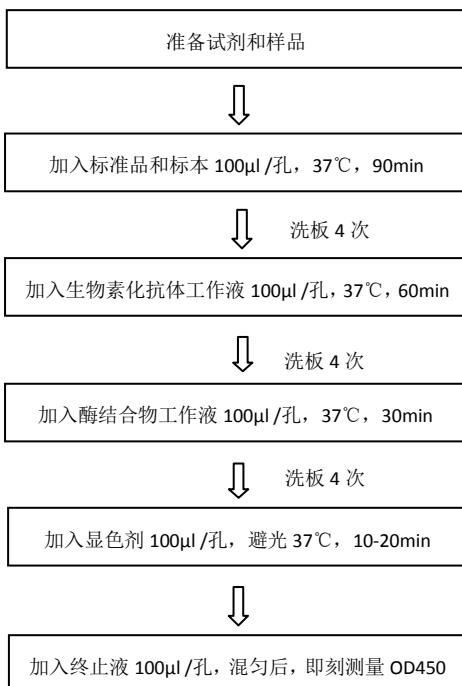 准备试剂和样品
加入标准品和标本 100μl /孔，37℃，90min
洗板 4 次
加入生物素化抗体工作液 100μl /孔，37℃，60min
洗板 4 次
加入酶结合物工作液 100μl /孔，37℃，30min
洗板 4 次
加入显色剂 100μl /孔，避光 37℃，10-20min
加入终止液 100μl /孔，混匀后，即刻测量 OD450